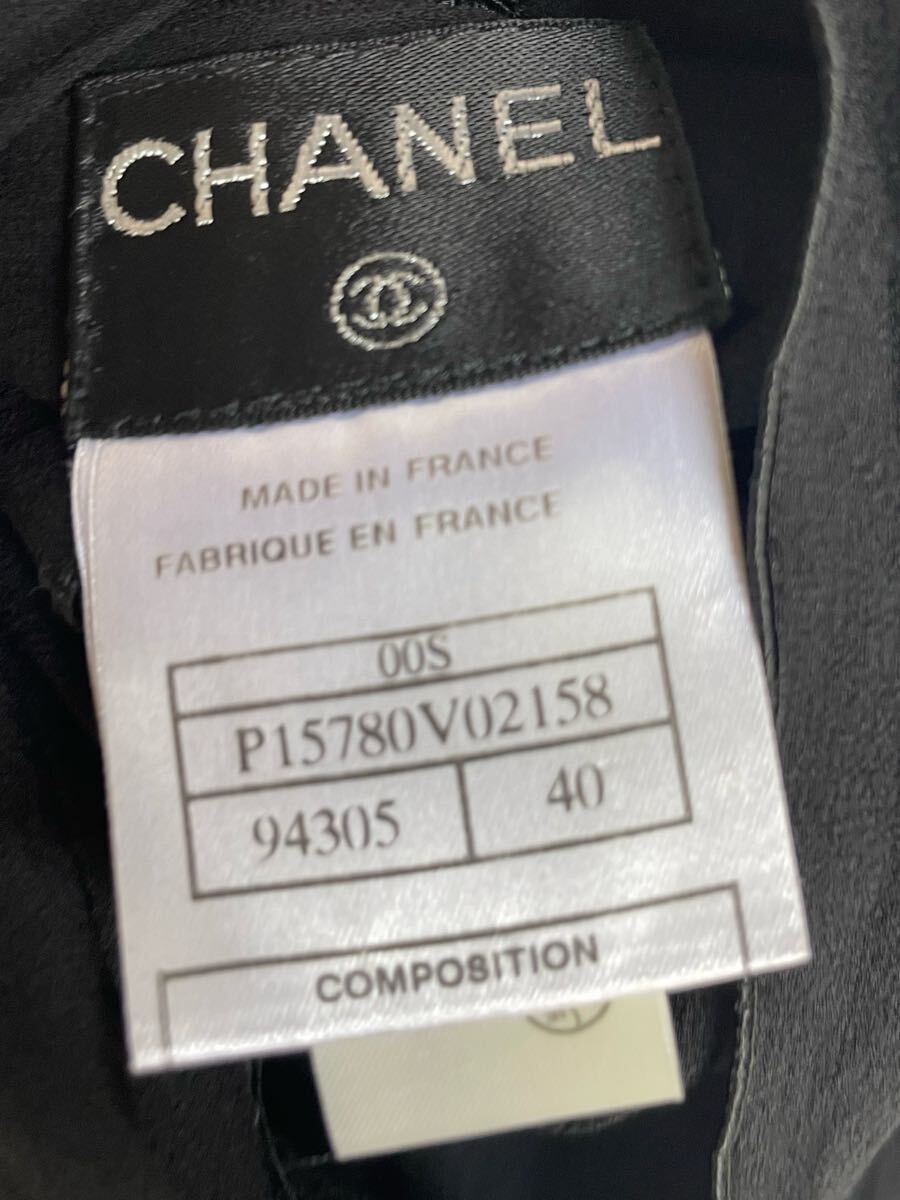 CHANEL
MADE IN FRANCE
FABRIQUE EN FRANCE
00S
P15780V02158
94305 40
COMPOSITION